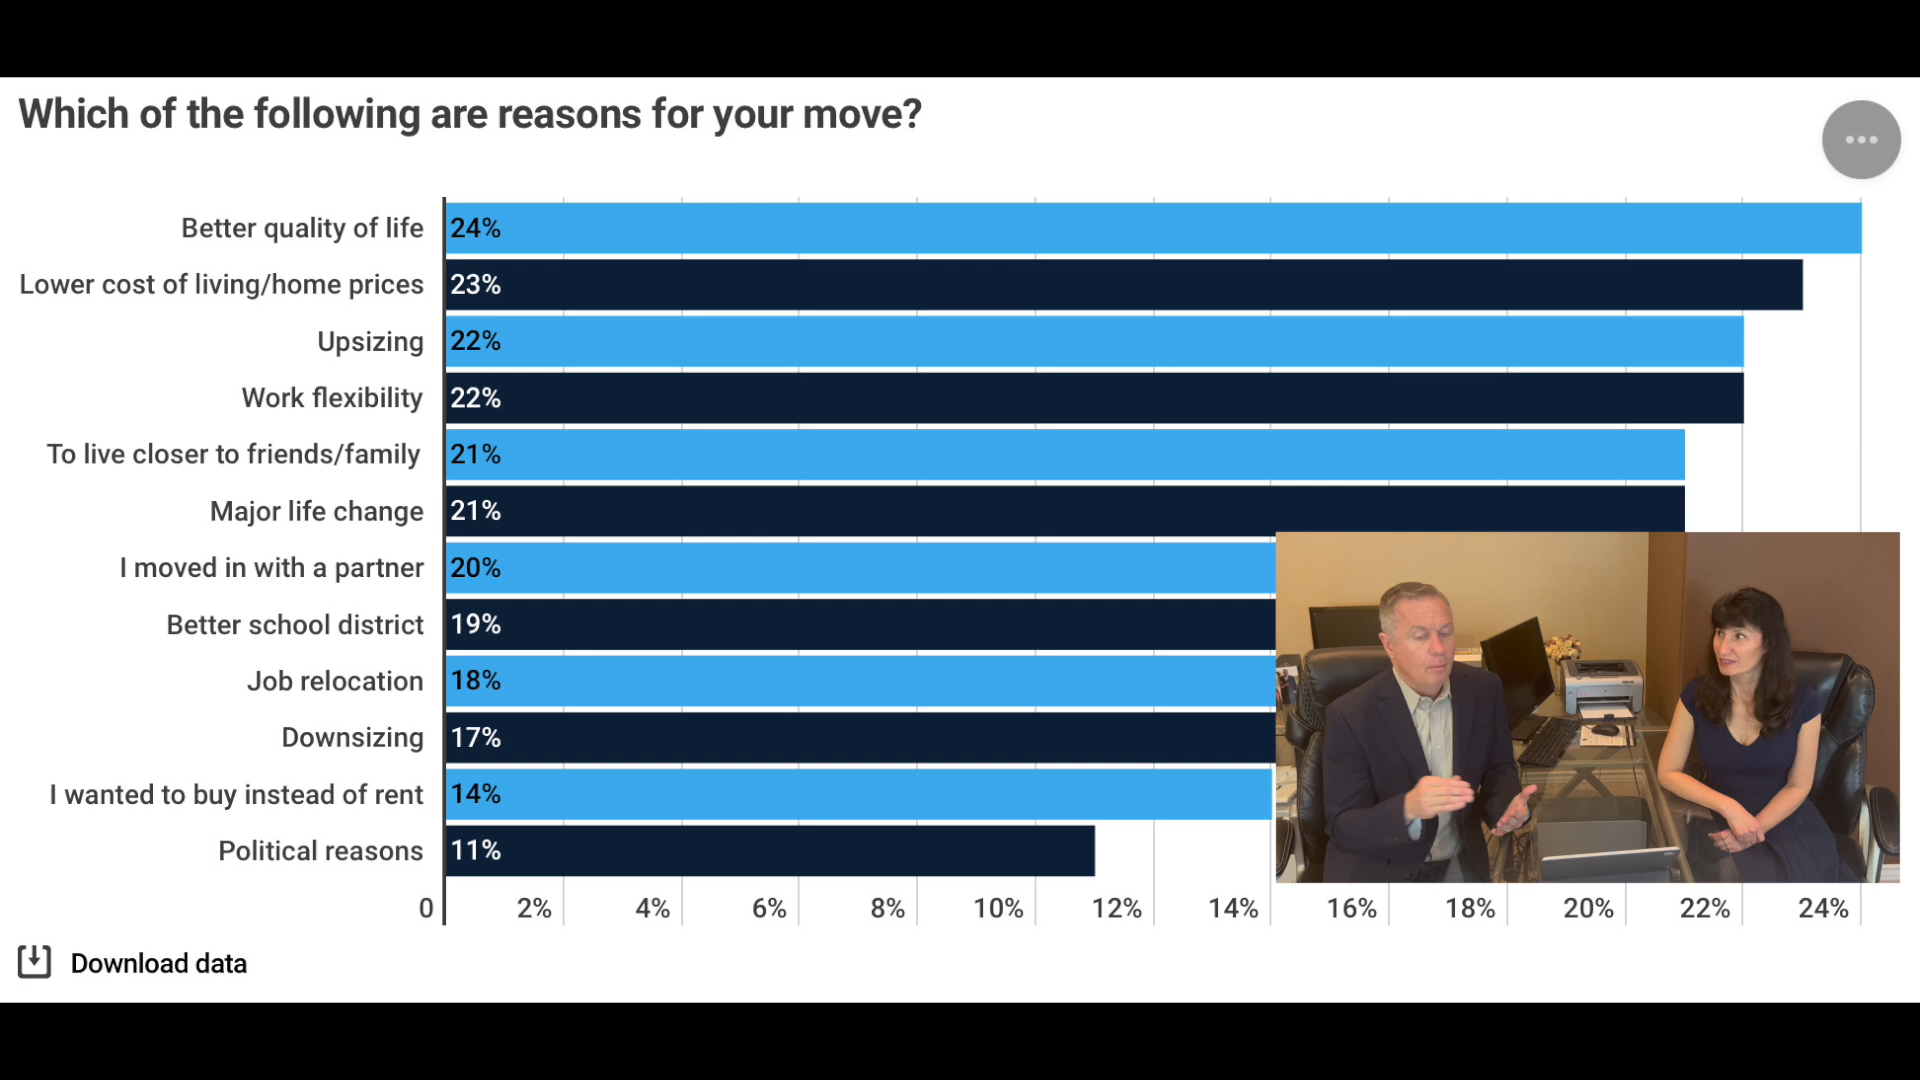 Which of the following are reasons for your move?
Better quality of life 24%
Lower cost of living/home prices 23%
Upsizing 22%
Work flexibility 22%
To live closer to friends/family 21%
Major life change 21%
I moved in with a partner 20%
Better school district 19%
Job relocation 18%
Downsizing 17%
I wanted to buy instead of rent 14%
Political reasons 11%
0 2% 4% 6% 8% 10% 12% 14% 16% 18% 20% 22% 24%
Download data